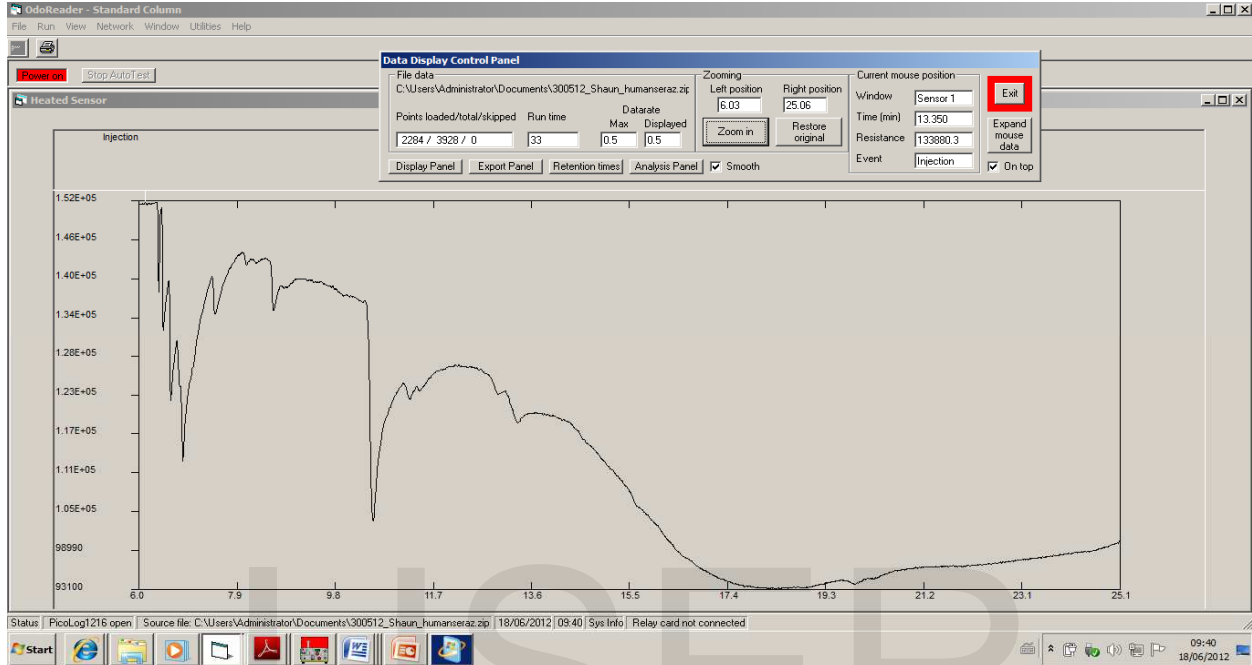 OdoReader - Standard Column
File Run View Network Window Utilities Help
Power on Stop AutoTest
Heated Sensor
Injection
Data Display Control Panel
File data
C:\Users\Administrator\Documents\300512_Shaun_humanseraz.zip
Points loaded/total/skipped Run time Datarate
Max Displayed
2284 / 3928 / 0 33 0.5 0.5
Zooming
Left position Right position
6.03 25.06
Zoom in Restore original
Current mouse position
Window Sensor 1
Time (min) 13.350
Resistance 133880.3
Event Injection
Exit
Expand mouse data
On top
Display Panel Export Panel Retention times Analysis Panel Smooth
1.52E+05
1.46E+05
1.40E+05
1.34E+05
1.28E+05
1.23E+05
1.17E+05
1.11E+05
1.05E+05
98990
93100
6.0 7.9 9.8 11.7 13.6 15.5 17.4 19.3 21.2 23.1 25.1
Status PicoLog1216 open Source file: C:\Users\Administrator\Documents\300512_Shaun_humanseraz.zip 18/06/2012 09:40 Sys Info Relay card not connected
Start
09:40
18/06/2012